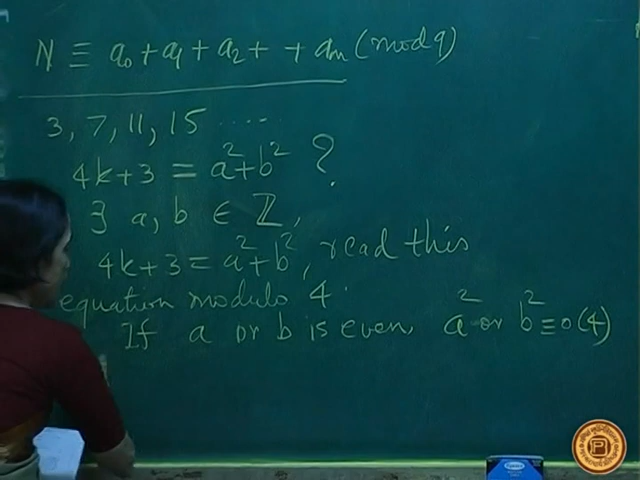 N ≡ a₀ + a₁ + a₂ + + aₘ (mod 9)
3, 7, 11, 15 ....
4k+3 = a²+b² ?
∃ a, b ∈ ℤ,
4k+3 = a²+b², read this
equation modulo 4.
If a or b is even, a² or b² ≡ 0(4)